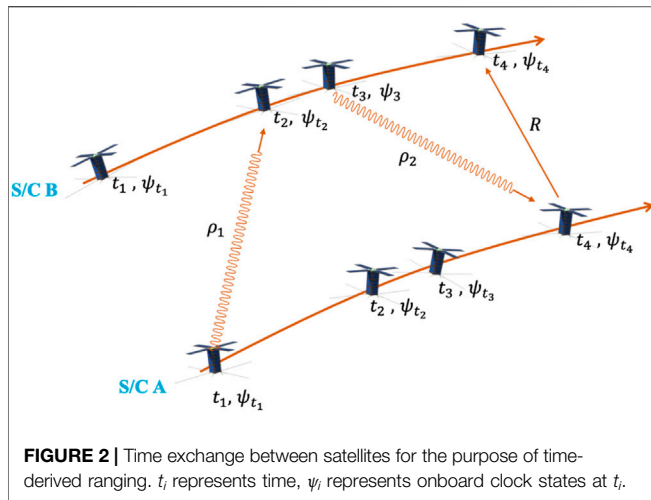 t₄ , ψₜ₄
t₃, ψ₃
t₂, ψₜ₂
R
ρ₂
t₁ , ψₜ₁
S/C B
ρ₁
t₄ , ψₜ₄
t₃ , ψₜ₃
t₂ , ψₜ₂
S/C A
t₁, ψₜ₁
FIGURE 2 | Time exchange between satellites for the purpose of time-
derived ranging. tᵢ represents time, ψᵢ represents onboard clock states at tᵢ.